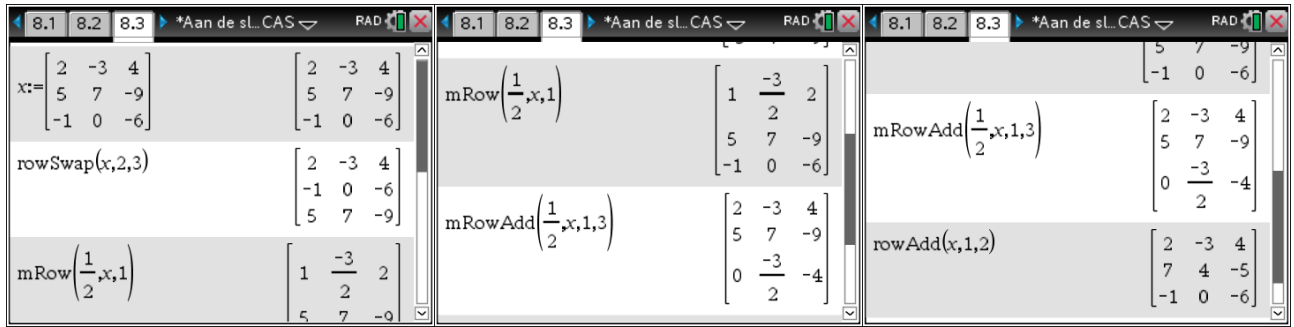 8.1 8.2 8.3 *Aan de sl...CAS RAD
x:=[2 -3 4; 5 7 -9; -1 0 -6] [2 -3 4; 5 7 -9; -1 0 -6]
rowSwap(x,2,3) [2 -3 4; -1 0 -6; 5 7 -9]
mRow(1/2,x,1) [1 -3/2 2; 5 7 -9
8.1 8.2 8.3 *Aan de sl...CAS RAD
mRow(1/2,x,1) [1 -3/2 2; 5 7 -9; -1 0 -6]
mRowAdd(1/2,x,1,3) [2 -3 4; 5 7 -9; 0 -3/2 -4]
8.1 8.2 8.3 *Aan de sl...CAS RAD
5 7 -9; -1 0 -6]
mRowAdd(1/2,x,1,3) [2 -3 4; 5 7 -9; 0 -3/2 -4]
rowAdd(x,1,2) [2 -3 4; 7 4 -5; -1 0 -6]